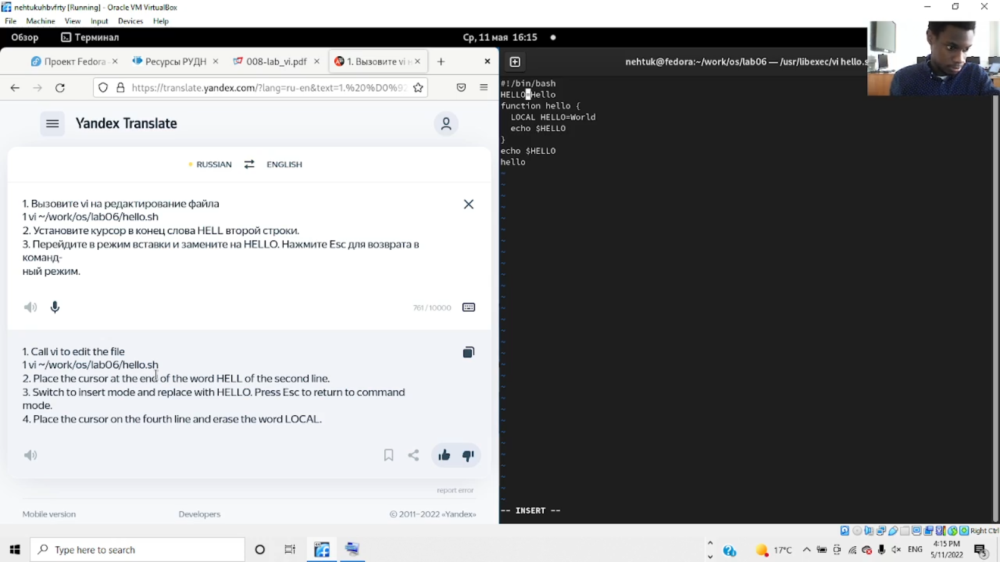 nehtukuhbvfrty [Running] - Oracle VM VirtualBox
File Machine View Input Devices Help
Обзор Терминал Ср, 11 мая 16:15
Проект Fedora Ресурсы РУДН 008-lab_vi.pdf 1. Вызовите vi
nehtuk@fedora:~/work/os/lab06 — /usr/libexec/vi hello.s
https://translate.yandex.com/?lang=ru-en&text=1.%20%D0%92
Yandex Translate
RUSSIAN ENGLISH
1. Вызовите vi на редактирование файла
1 vi ~/work/os/lab06/hello.sh
2. Установите курсор в конец слова HELL второй строки.
3. Перейдите в режим вставки и замените на HELLO. Нажмите Esc для возврата в
команд-
ный режим.
761/10000
1. Call vi to edit the file
1 vi ~/work/os/lab06/hello.sh
2. Place the cursor at the end of the word HELL of the second line.
3. Switch to insert mode and replace with HELLO. Press Esc to return to command
mode.
4. Place the cursor on the fourth line and erase the word LOCAL.
report error
Mobile version Developers © 2011–2022 «Yandex»
#!/bin/bash
HELLO=Hello
function hello {
LOCAL HELLO=World
echo $HELLO
}
echo $HELLO
hello
-- INSERT --
Right Ctrl
Type here to search
17°C ENG
4:15 PM
5/11/2022
5